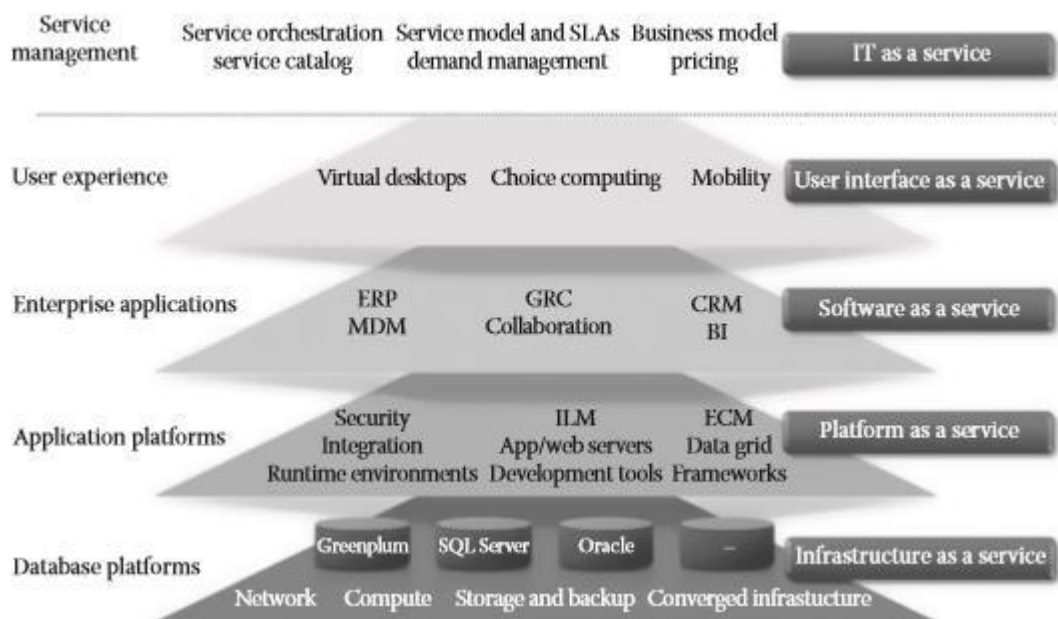 Service management
Service orchestration service catalog
Service model and SLAs demand management
Business model pricing
IT as a service
User experience
Virtual desktops
Choice computing
Mobility
User interface as a service
Enterprise applications
ERP
MDM
GRC
Collaboration
CRM
BI
Software as a service
Application platforms
Security
Integration
Runtime environments
ILM
App/web servers
Development tools
ECM
Data grid
Frameworks
Platform as a service
Database platforms
Greenplum
SQL Server
Oracle
–
Infrastructure as a service
Network
Compute
Storage and backup
Converged infrastucture